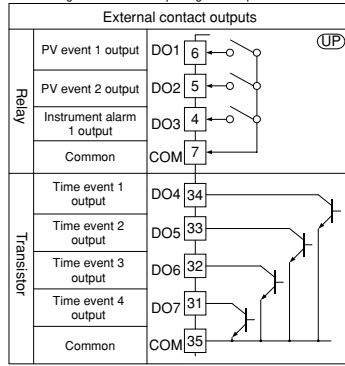 External contact outputs
UP
Relay
PV event 1 output
DO1
6
PV event 2 output
DO2
5
Instrument alarm
1 output
DO3
4
Common
COM
7
Transistor
Time event 1
output
DO4
34
Time event 2
output
DO5
33
Time event 3
output
DO6
32
Time event 4
output
DO7
31
Common
COM
35